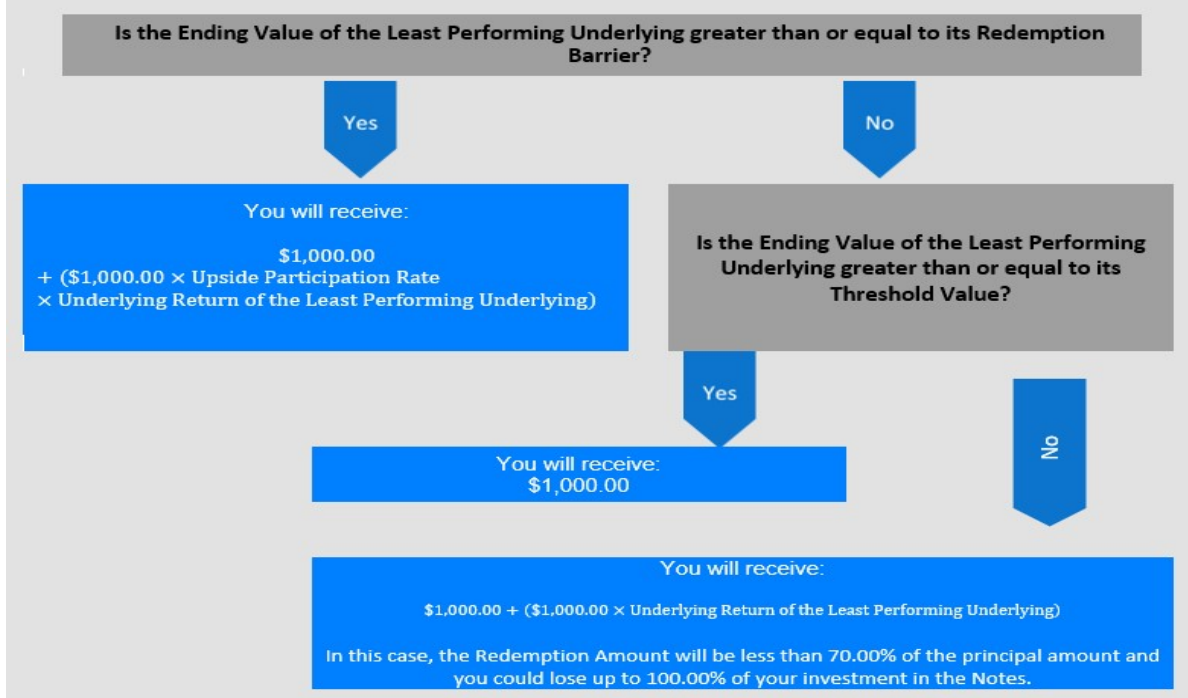 Is the Ending Value of the Least Performing Underlying greater than or equal to its Redemption
Barrier?
Yes
No
You will receive:
$1,000.00
+ ($1,000.00 × Upside Participation Rate
× Underlying Return of the Least Performing Underlying)
Is the Ending Value of the Least Performing
Underlying greater than or equal to its
Threshold Value?
Yes
No
You will receive:
$1,000.00
You will receive:
$1,000.00 + ($1,000.00 × Underlying Return of the Least Performing Underlying)
In this case, the Redemption Amount will be less than 70.00% of the principal amount and
you could lose up to 100.00% of your investment in the Notes.